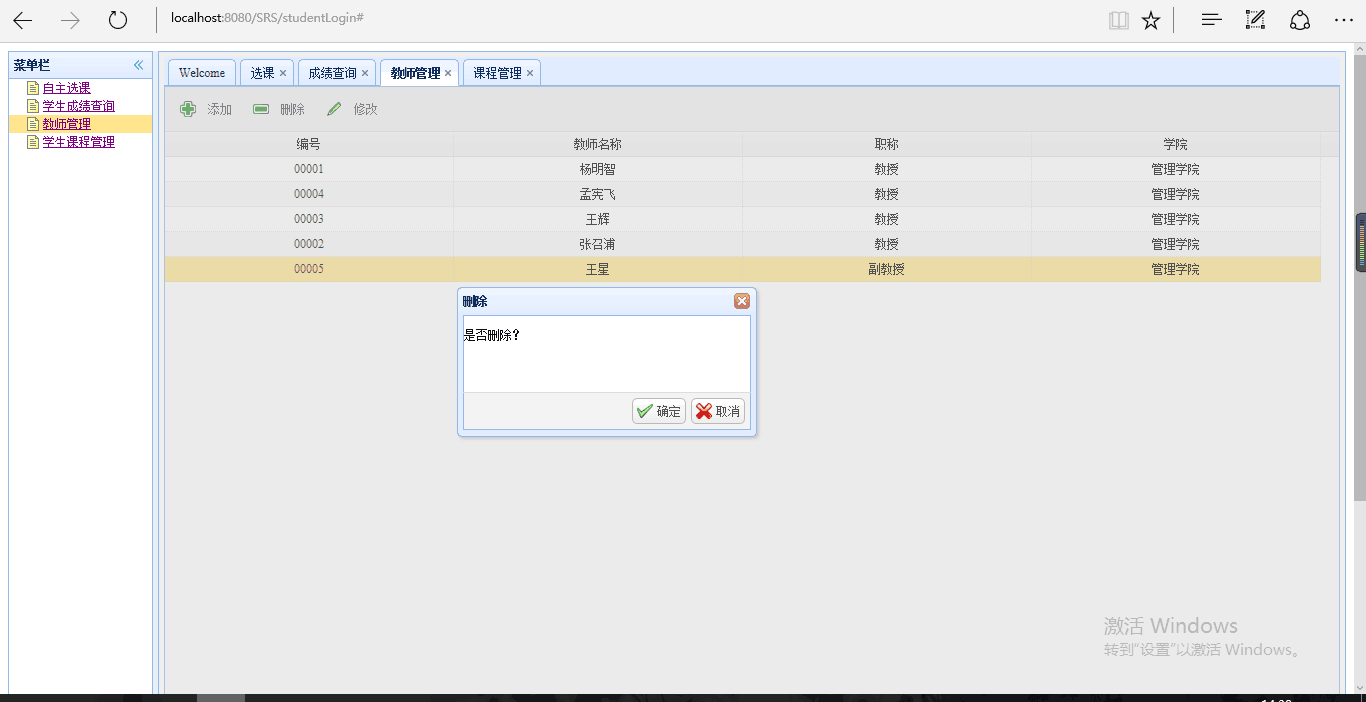 localhost:8080/SRS/studentLogin#
菜单栏
自主选课
学生成绩查询
教师管理
学生课程管理
Welcome 选课 成绩查询 教师管理 课程管理
添加 删除 修改
编号 教师名称 职称 学院
00001 杨明智 教授 管理学院
00004 孟宪飞 教授 管理学院
00003 王辉 教授 管理学院
00002 张召浦 教授 管理学院
00005 王星 副教授 管理学院
删除
是否删除?
确定 取消
激活 Windows
转到"设置"以激活 Windows。